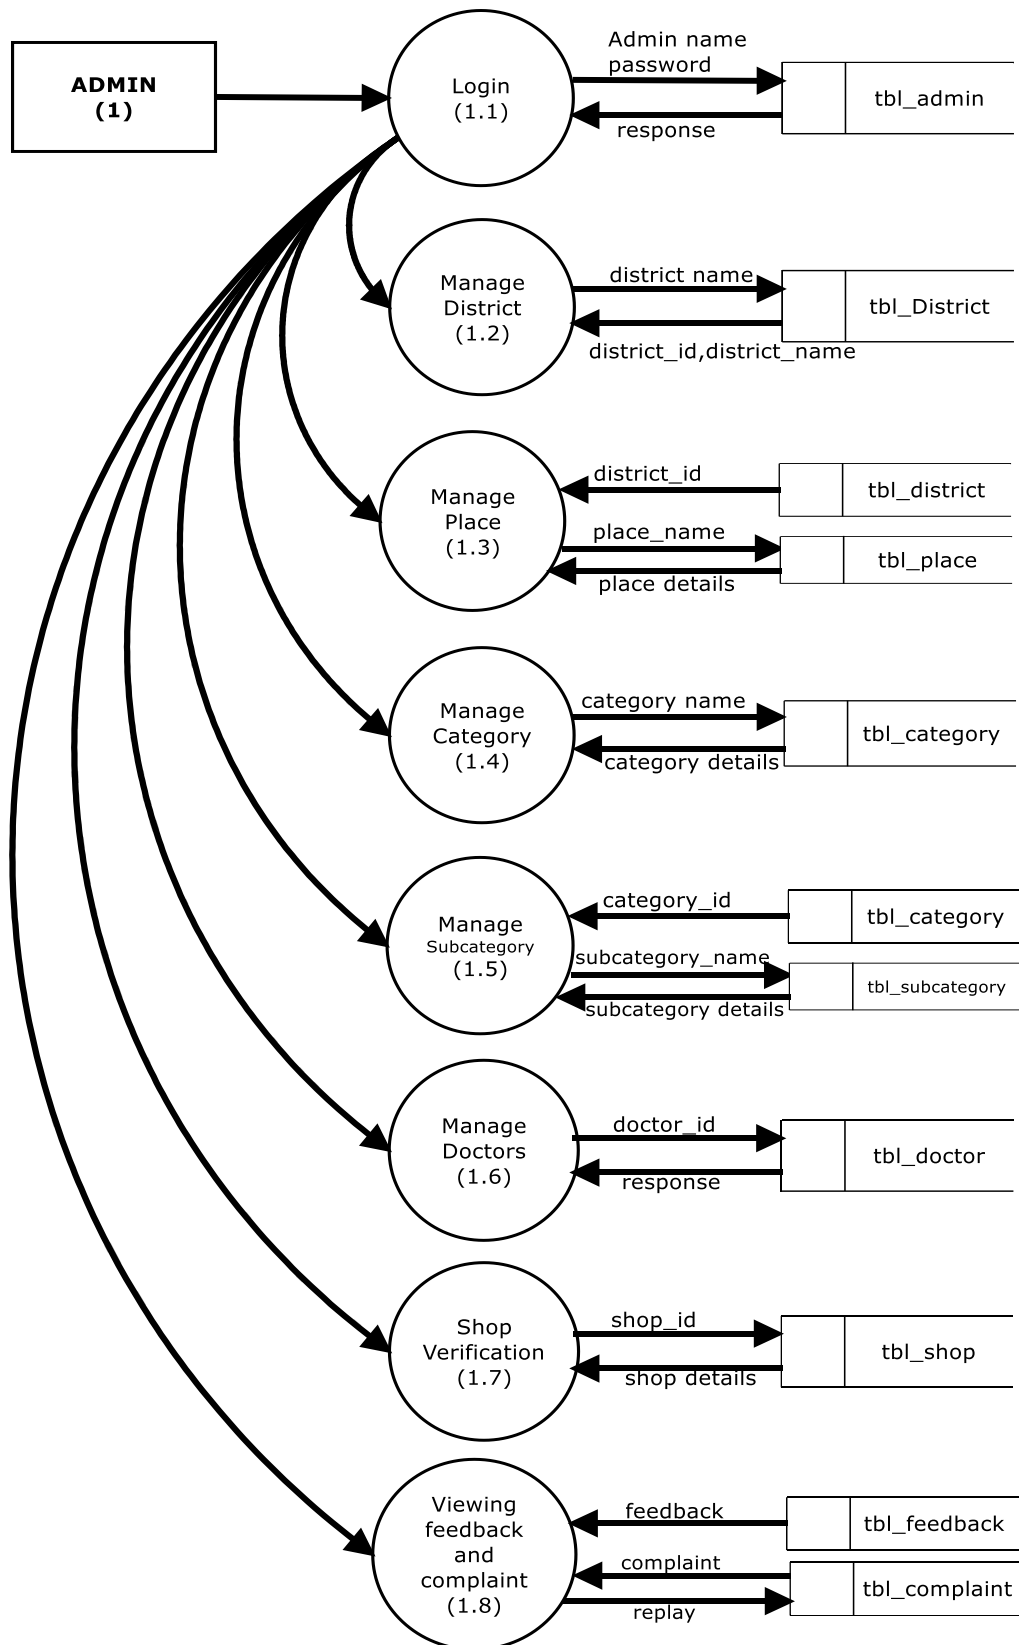 ADMIN
(1)
Login
(1.1)
Admin name
password
response
tbl_admin
Manage
District
(1.2)
district name
district_id,district_name
tbl_District
Manage
Place
(1.3)
district_id
tbl_district
place_name
place details
tbl_place
Manage
Category
(1.4)
category name
category details
tbl_category
Manage
Subcategory
(1.5)
category_id
tbl_category
subcategory_name
subcategory details
tbl_subcategory
Manage
Doctors
(1.6)
doctor_id
response
tbl_doctor
Shop
Verification
(1.7)
shop_id
shop details
tbl_shop
Viewing
feedback
and
complaint
(1.8)
feedback
tbl_feedback
complaint
replay
tbl_complaint